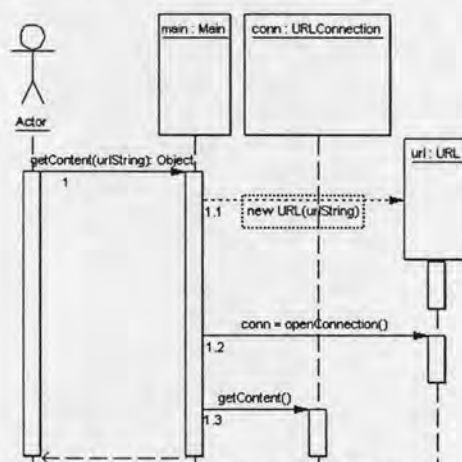 main : Main
conn : URLConnection
Actor
url : URL
getContent(urlString): Object
1
1.1
new URL(urlString)
conn = openConnection()
1.2
getContent()
1.3